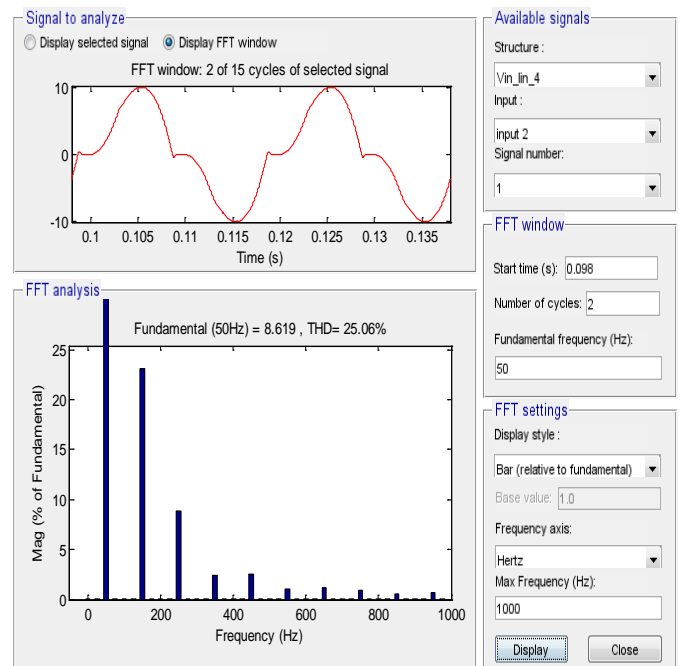 Signal to analyze
Display selected signal Display FFT window
FFT window: 2 of 15 cycles of selected signal
10
0
-10
0.1 0.105 0.11 0.115 0.12 0.125 0.13 0.135
Time (s)
FFT analysis
Fundamental (50Hz) = 8.619 , THD= 25.06%
25
20
15
10
5
0
Mag (% of Fundamental)
0 200 400 600 800 1000
Frequency (Hz)
Available signals
Structure :
Vin_lin_4
Input :
input 2
Signal number:
1
FFT window
Start time (s): 0.098
Number of cycles: 2
Fundamental frequency (Hz):
50
FFT settings
Display style :
Bar (relative to fundamental)
Base value: 1.0
Frequency axis:
Hertz
Max Frequency (Hz):
1000
Display Close